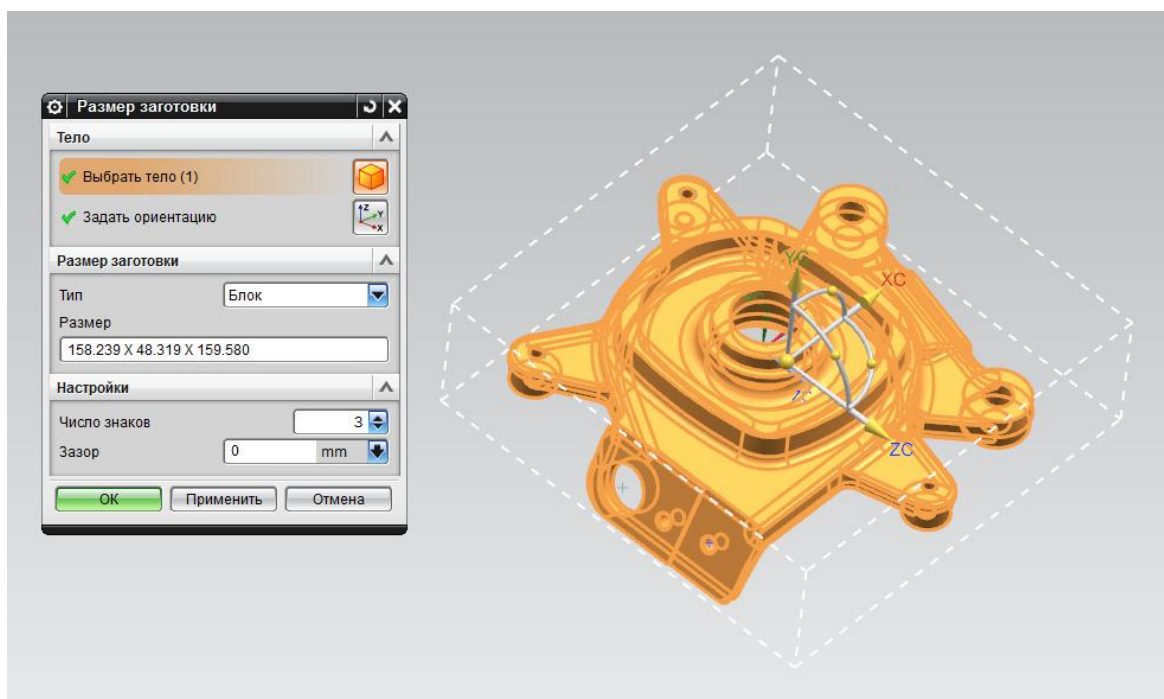 Размер заготовки
Тело
Выбрать тело (1)
Задать ориентацию
Z
Y
X
Размер заготовки
Тип
Блок
Размер
158.239 X 48.319 X 159.580
Настройки
Число знаков 3
Зазор 0 mm
ОК Применить Отмена
YC
XC
ZC